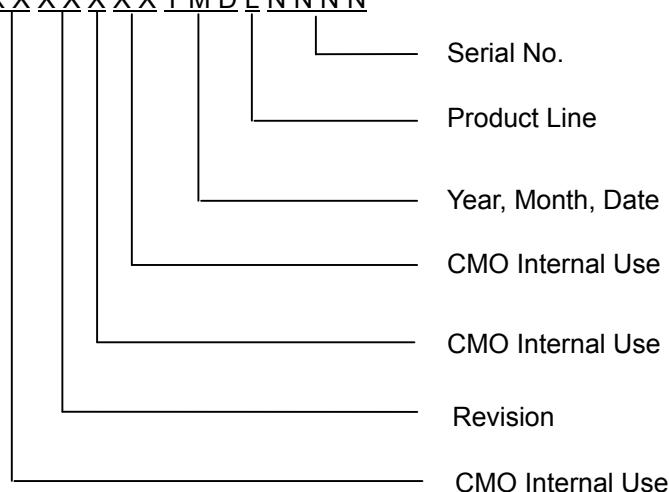 X X X X X X X Y M D L N N N N
Serial No.
Product Line
Year, Month, Date
CMO Internal Use
CMO Internal Use
Revision
CMO Internal Use